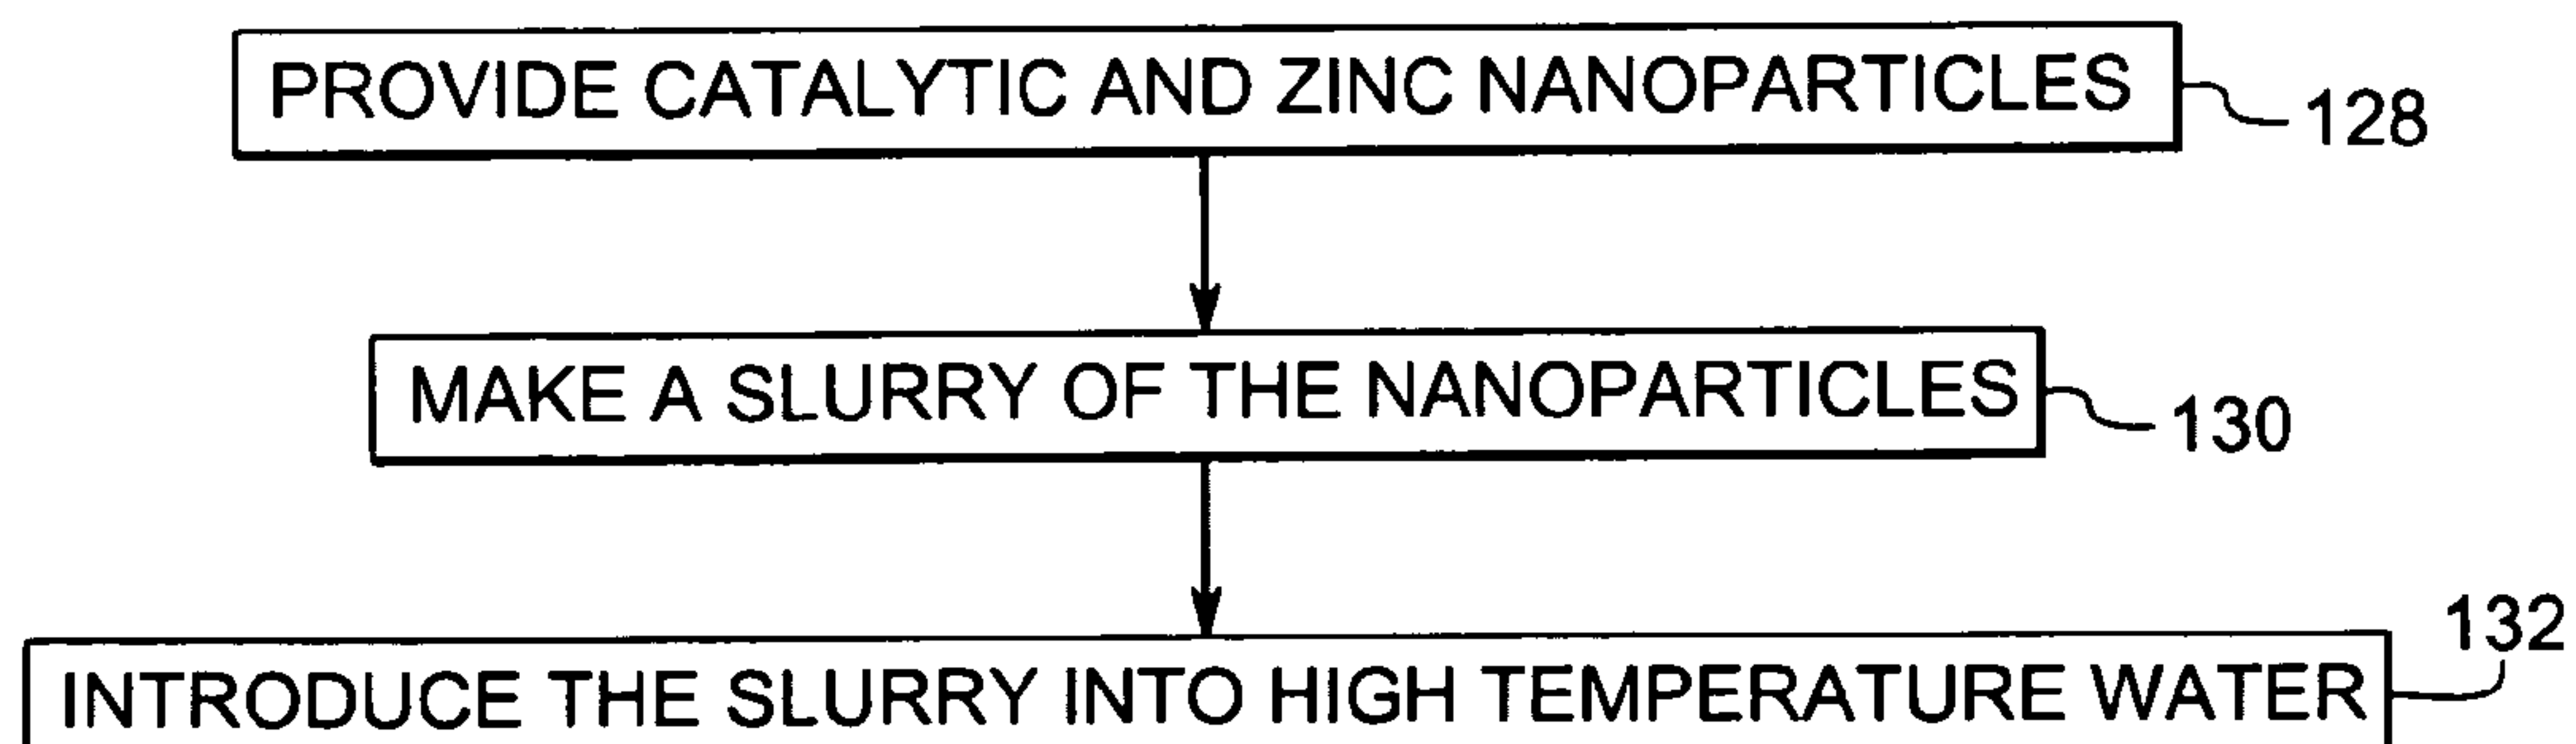 PROVIDE CATALYTIC AND ZINC NANOPARTICLES
128
MAKE A SLURRY OF THE NANOPARTICLES
130
132
INTRODUCE THE SLURRY INTO HIGH TEMPERATURE WATER